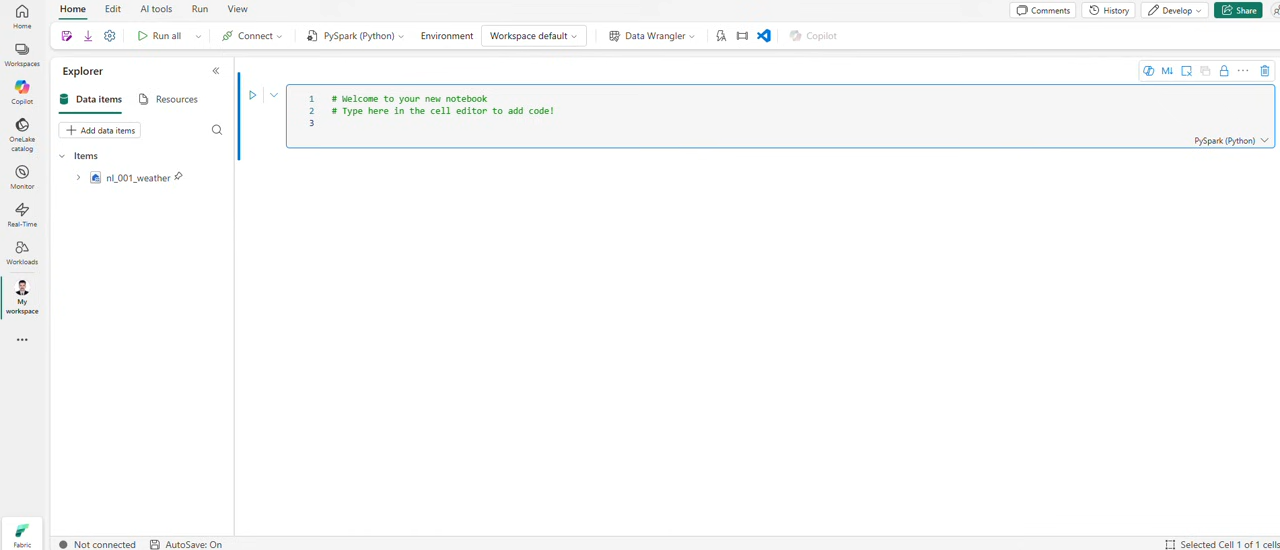 Home Edit AI tools Run View Comments History Develop Share
Run all Connect PySpark (Python) Environment Workspace default Data Wrangler Copilot
Home
Workspaces
Copilot
OneLake
catalog
Monitor
Real-Time
Workloads
My
workspace
...
Fabric
Explorer
Data items Resources
Add data items
Items
nl_001_weather
M↓ ...
1 # Welcome to your new notebook
2 # Type here in the cell editor to add code!
3
PySpark (Python)
Not connected AutoSave: On Selected Cell 1 of 1 cells